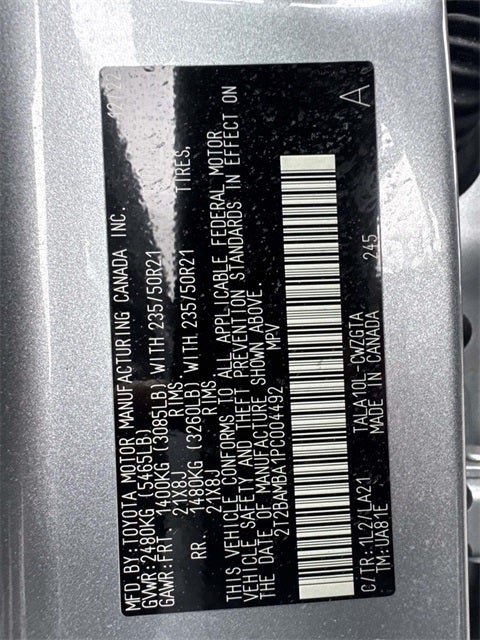 MFD. BY: TOYOTA MOTOR MANUFACTURING CANADA INC. 12/22
GVWR: 2480KG (5465LB)
GAWR: FRT 1400KG (3085LB) WITH 235/50R21 TIRES,
21X8J RIMS
RR. 1480KG (3260LB) WITH 235/50R21
21X8J RIMS
THIS VEHICLE CONFORMS TO ALL APPLICABLE FEDERAL MOTOR
VEHICLE SAFETY AND THEFT PREVENTION STANDARDS IN EFFECT ON
THE DATE OF MANUFACTURE SHOWN ABOVE.
2T2BAMBA1PC004492 MPV
C/TR: 1L2/LA21 TALA10L-CWZGTA 245 A
TM: UA81E MADE IN CANADA